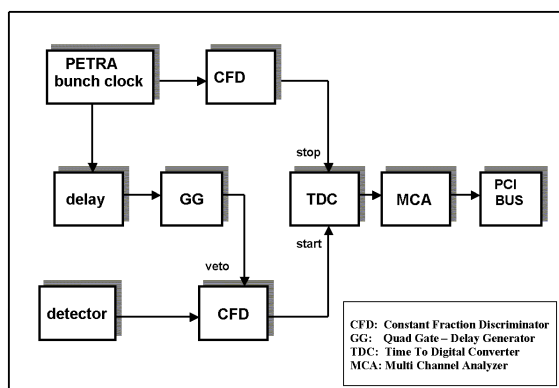 PETRA
bunch clock
CFD
stop
delay
GG
TDC
MCA
PCI
BUS
start
veto
detector
CFD
CFD: Constant Fraction Discriminator
GG: Quad Gate – Delay Generator
TDC: Time To Digital Converter
MCA: Multi Channel Analyzer